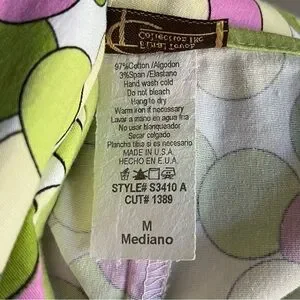 Collection Inc
97%Cotton /Algodon
3%Span /Elastano
Hand wash cold
Do not bleach
Hang to dry
Warm iron if necessary
Lavar a mano en agua fria
No usar blanqueador
Secar colgado
Plancha tibia si es necesario
MADE IN U.S.A.
HECHO EN E.U.A.
STYLE# S3410 A
CUT# 1389
M
Mediano